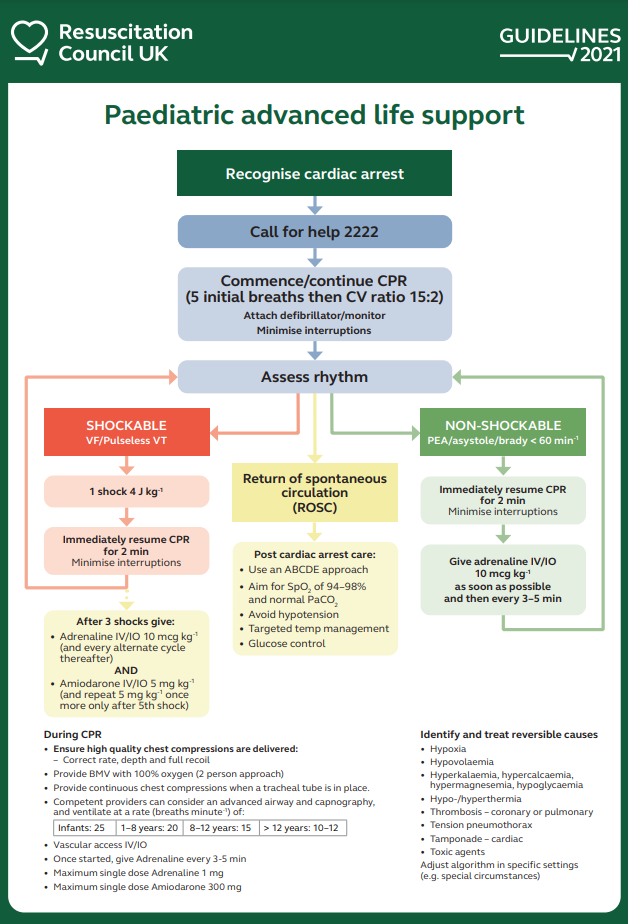 Resuscitation
Council UK
GUIDELINES
2021
Paediatric advanced life support
Recognise cardiac arrest
Call for help 2222
Commence/continue CPR
(5 initial breaths then CV ratio 15:2)
Attach defibrillator/monitor
Minimise interruptions
Assess rhythm
SHOCKABLE
VF/Pulseless VT
1 shock 4 J kg⁻¹
Immediately resume CPR
for 2 min
Minimise interruptions
After 3 shocks give:
• Adrenaline IV/IO 10 mcg kg⁻¹
(and every alternate cycle
thereafter)
AND
• Amiodarone IV/IO 5 mg kg⁻¹
(and repeat 5 mg kg⁻¹ once
more only after 5th shock)
Return of spontaneous
circulation
(ROSC)
Post cardiac arrest care:
• Use an ABCDE approach
• Aim for SpO₂ of 94–98%
and normal PaCO₂
• Avoid hypotension
• Targeted temp management
• Glucose control
NON-SHOCKABLE
PEA/asystole/brady < 60 min⁻¹
Immediately resume CPR
for 2 min
Minimise interruptions
Give adrenaline IV/IO
10 mcg kg⁻¹
as soon as possible
and then every 3–5 min
During CPR
• Ensure high quality chest compressions are delivered:
– Correct rate, depth and full recoil
• Provide BMV with 100% oxygen (2 person approach)
• Provide continuous chest compressions when a tracheal tube is in place.
• Competent providers can consider an advanced airway and capnography,
and ventilate at a rate (breaths minute⁻¹) of:
Infants: 25 1–8 years: 20 8–12 years: 15 > 12 years: 10–12
• Vascular access IV/IO
• Once started, give Adrenaline every 3-5 min
• Maximum single dose Adrenaline 1 mg
• Maximum single dose Amiodarone 300 mg
Identify and treat reversible causes
• Hypoxia
• Hypovolaemia
• Hyperkalaemia, hypercalcaemia,
hypermagnesemia, hypoglycaemia
• Hypo-/hyperthermia
• Thrombosis – coronary or pulmonary
• Tension pneumothorax
• Tamponade – cardiac
• Toxic agents
Adjust algorithm in specific settings
(e.g. special circumstances)